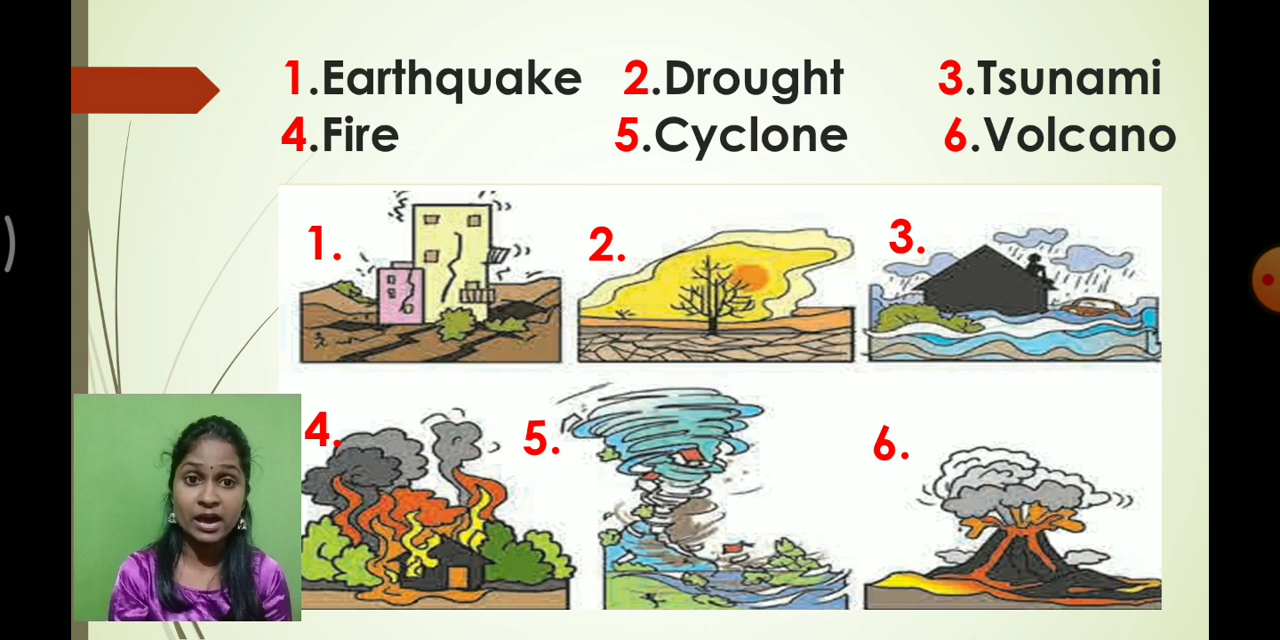 1.Earthquake 2.Drought 3.Tsunami
4.Fire 5.Cyclone 6.Volcano
1. 2. 3.
4. 5. 6.